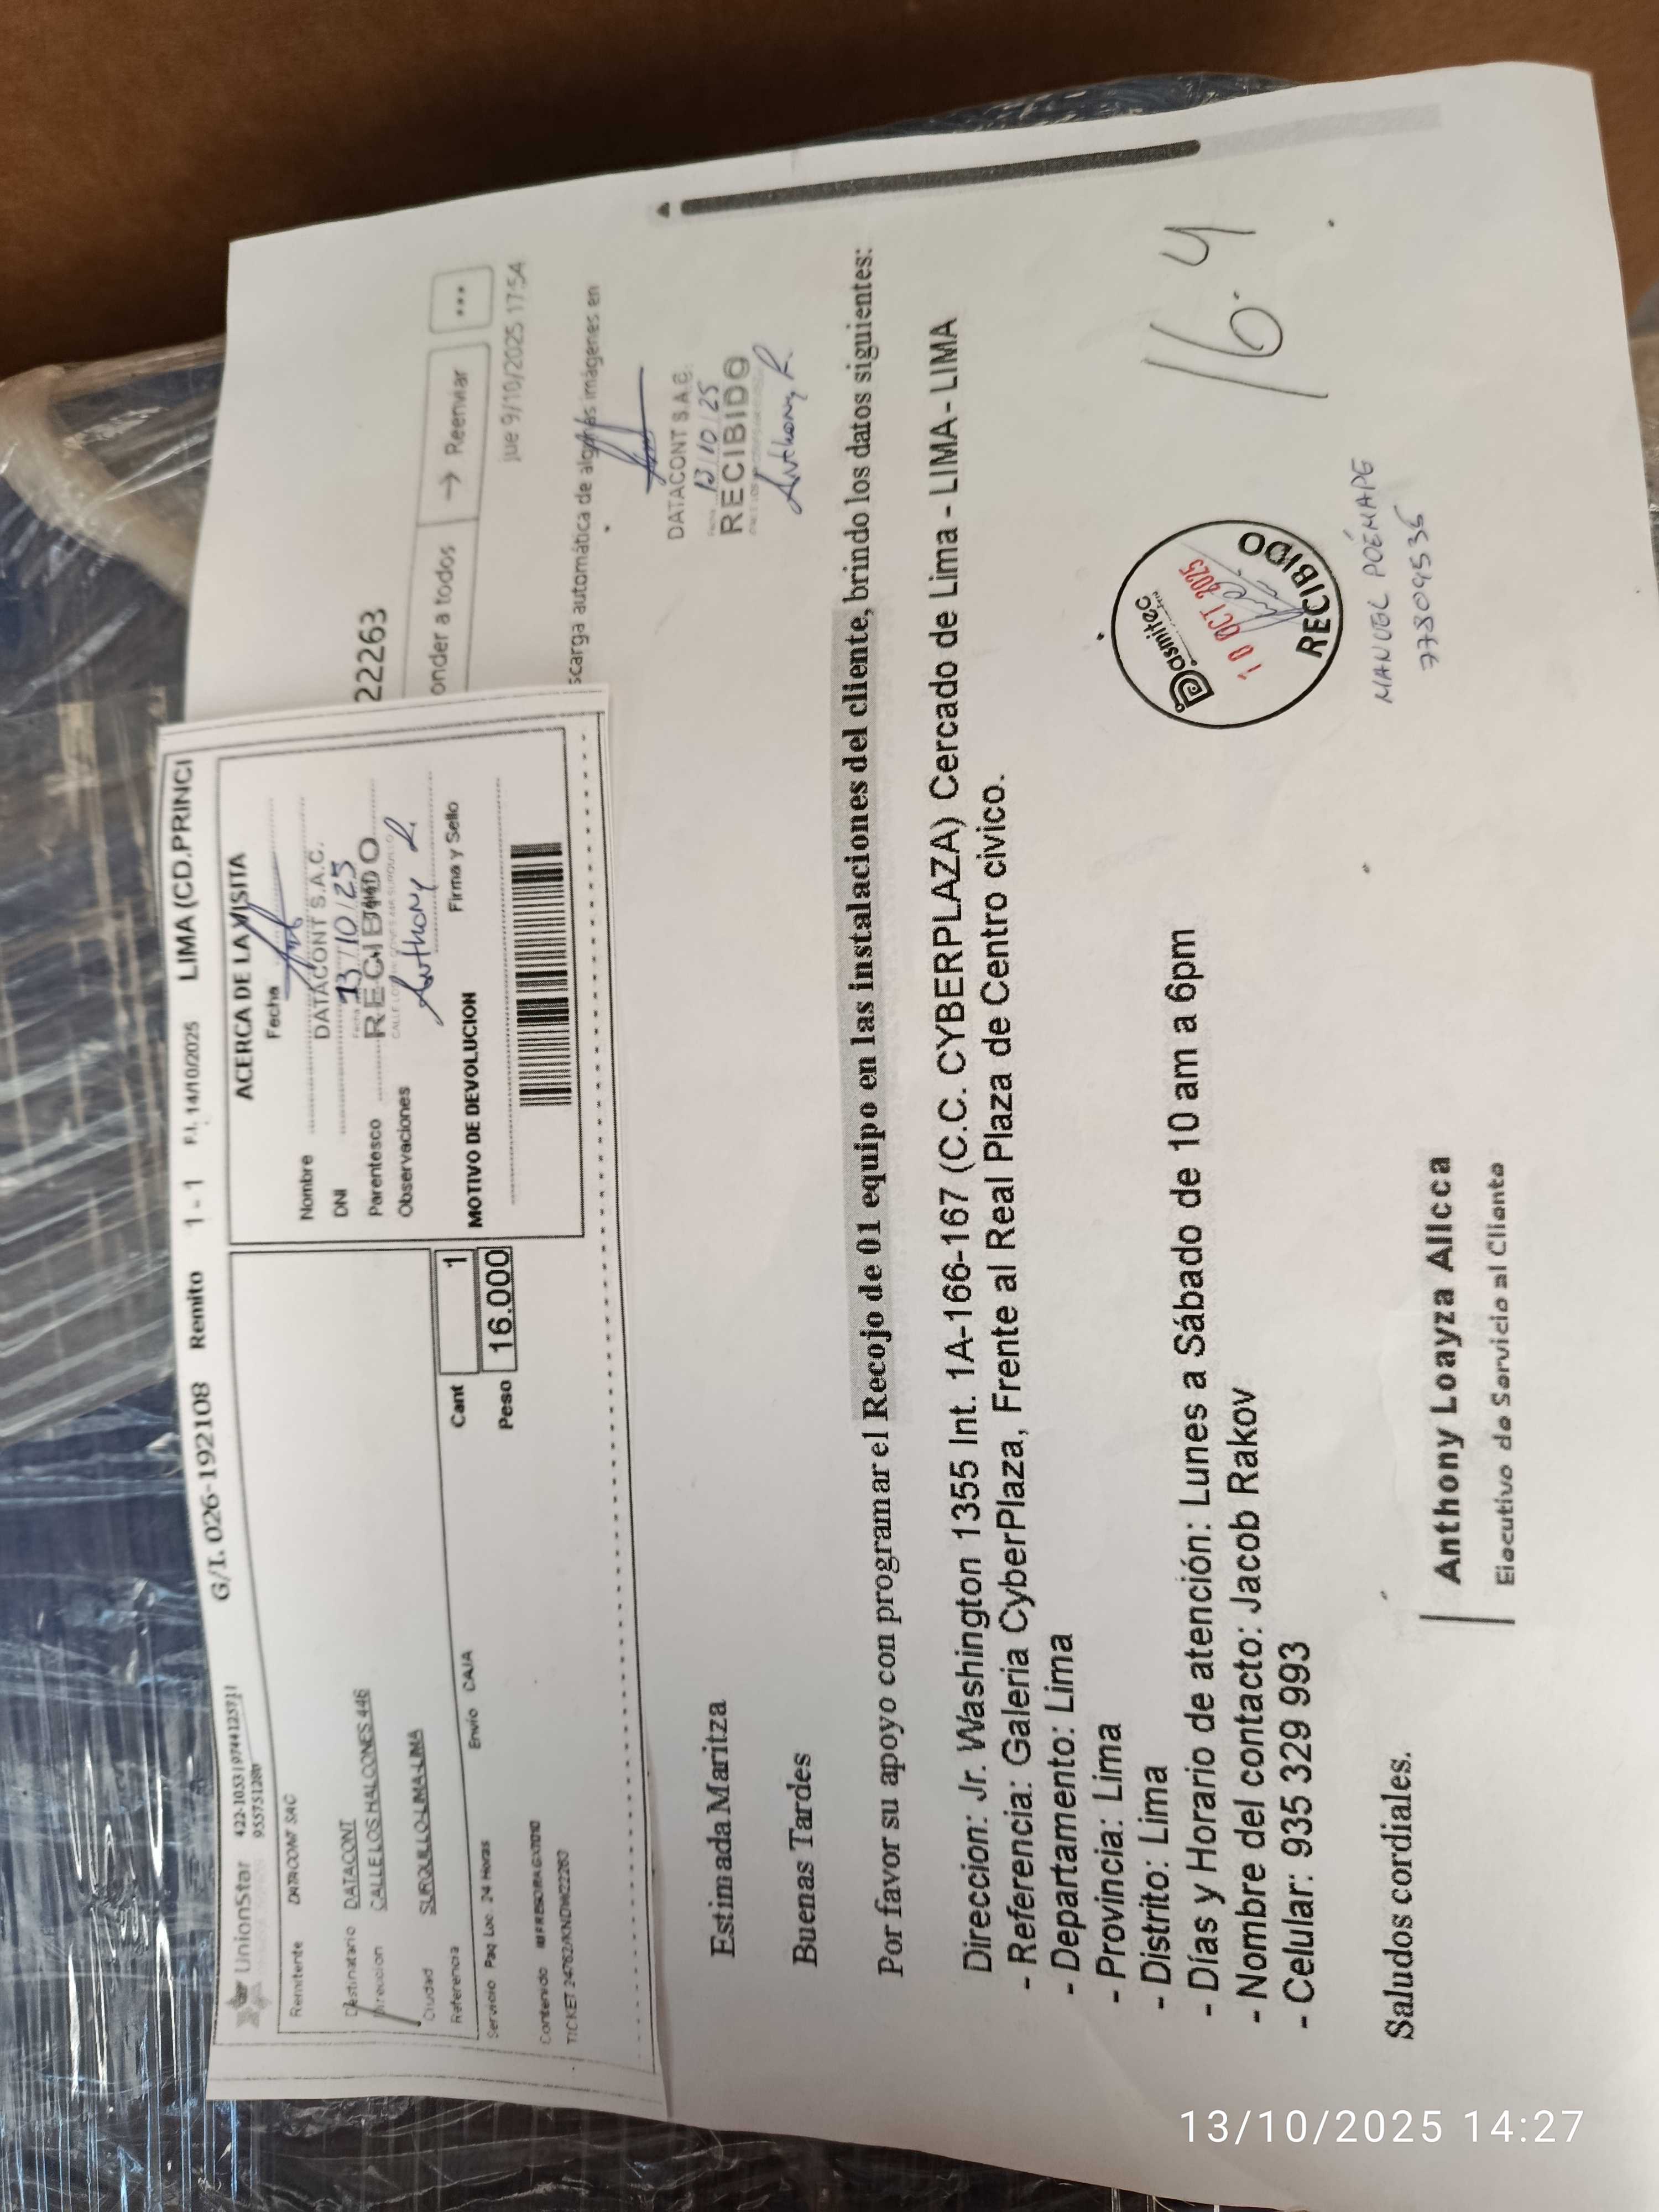 UnionStar
G/I. 026-192108 Remito 1 - 1 F.I. 14/10/2025 LIMA (CD.PRINCI
Remitente DATACONT SAC
Destinatario DATACONT
Direccion CALLE LOS HALCONES 446
Ciudad SURQUILLO-LIMA-LIMA
Referencia
Servicio Paq Loc. 24 Horas Envio CAJA
Cant 1
Peso 16.000
Contenido
TICKET
ACERCA DE LA VISITA
Fecha
Nombre
DNI
Parentesco
Observaciones
DATACONT S.A.C.
Fecha 13/10/25
RECIBIDO
Anthony R.
Firma y Sello
MOTIVO DE DEVOLUCION
22263
onder a todos → Reenviar ...
jue 9/10/2025 17:54
scarga automática de algunas imágenes en
DATACONT S.A.C.
Fecha 13/10/25
RECIBIDO
Anthony R.
Estimada Maritza
Buenas Tardes
Por favor su apoyo con programar el Recojo de 01 equipo en las instalaciones del cliente, brindo los datos siguientes:
Direccion: Jr. Washington 1355 Int. 1A-166-167 (C.C. CYBERPLAZA) Cercado de Lima - LIMA- LIMA
- Referencia: Galeria CyberPlaza, Frente al Real Plaza de Centro civico.
- Departamento: Lima
- Provincia: Lima
- Distrito: Lima
- Días y Horario de atención: Lunes a Sábado de 10 am a 6pm
- Nombre del contacto: Jacob Rakov
- Celular: 935 329 993
Dasnitec
10 OCT 2025
RECIBIDO
16.4
MANUEL POÉMAPE
77809536
Saludos cordiales.
Anthony Loayza Allcca
Ejecutivo de Servicio al Cliente
13/10/2025 14:27